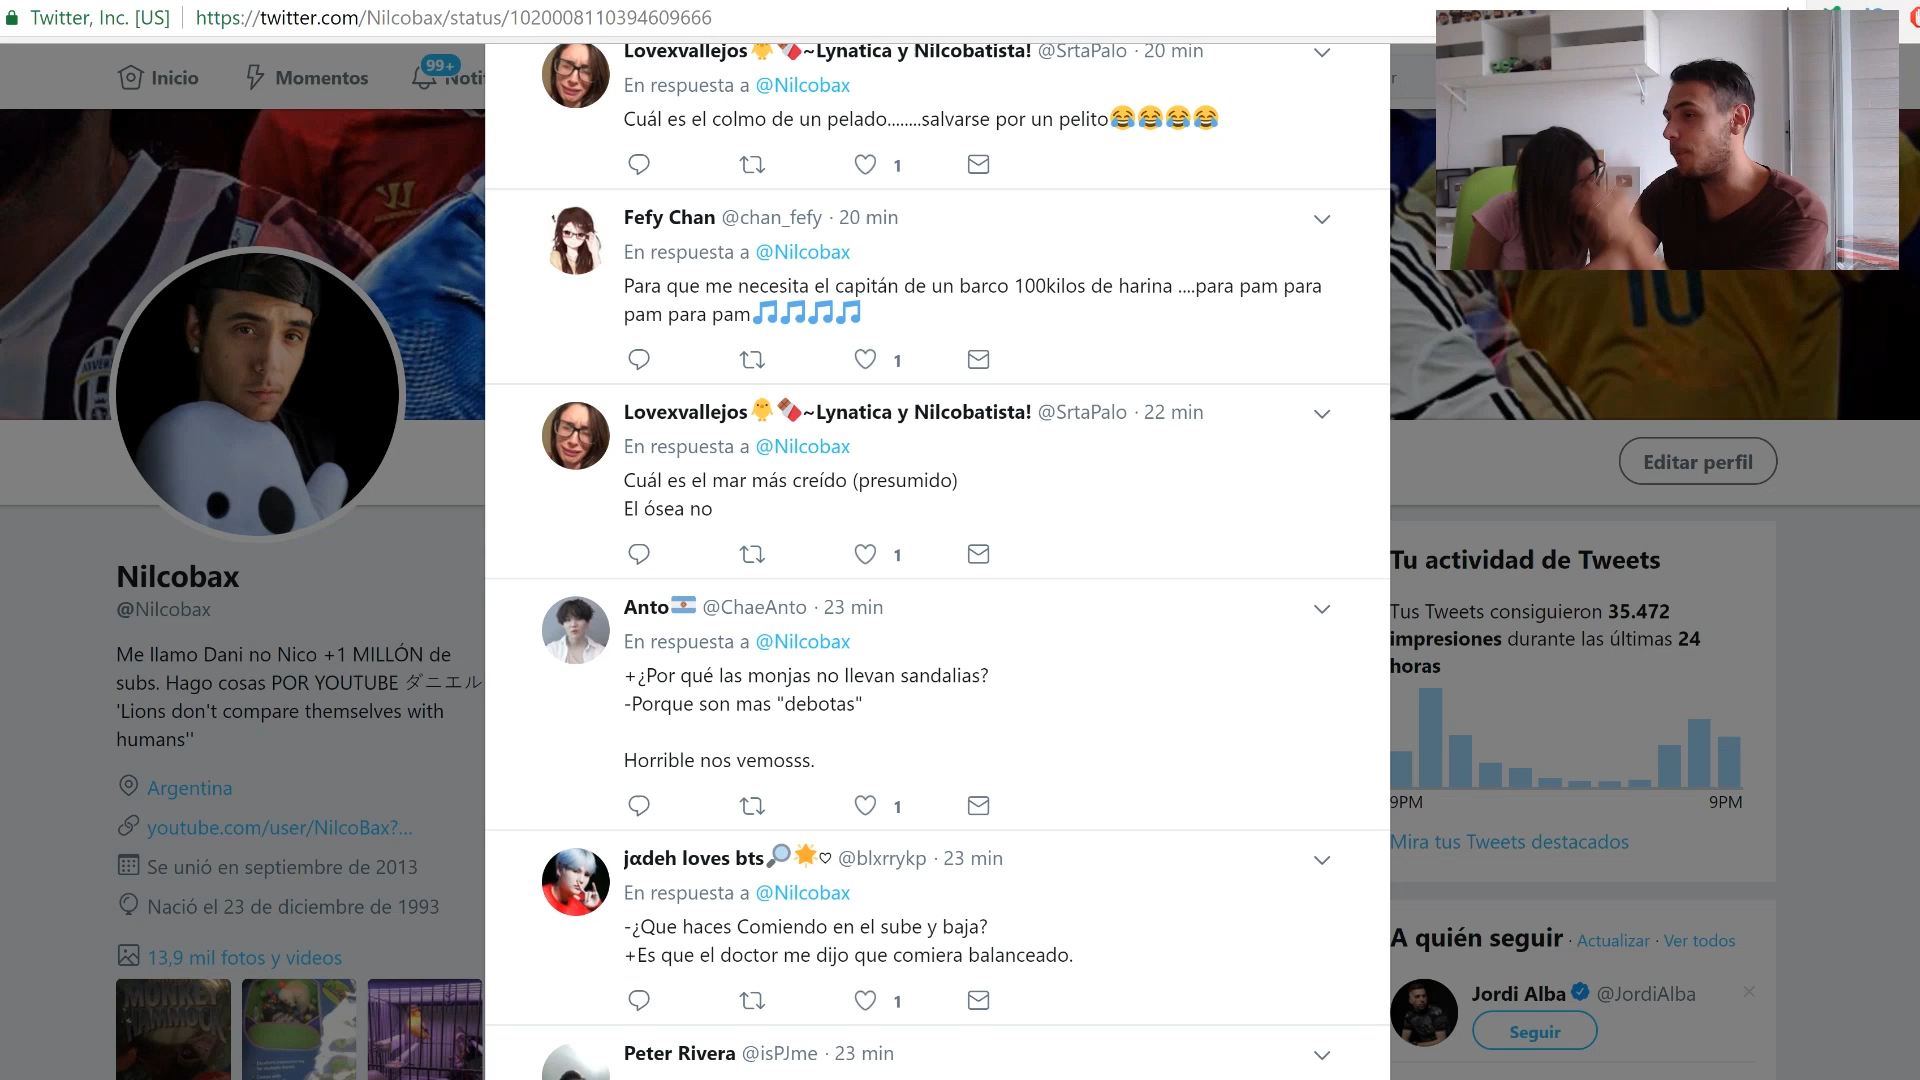 Twitter, Inc. [US] https://twitter.com/Nilcobax/status/1020008110394609666
Inicio Momentos 99+ Noti
Lovexvallejos🐥🍫~Lynatica y Nilcobatista! @SrtaPalo · 20 min
En respuesta a @Nilcobax
Cuál es el colmo de un pelado........salvarse por un pelito😂😂😂😂
1
Fefy Chan @chan_fefy · 20 min
En respuesta a @Nilcobax
Para que me necesita el capitán de un barco 100kilos de harina ....para pam para
pam para pam🎵🎵🎵🎵
1
Lovexvallejos🐥🍫~Lynatica y Nilcobatista! @SrtaPalo · 22 min
En respuesta a @Nilcobax
Cuál es el mar más creído (presumido)
El ósea no
1
Anto🇦🇷 @ChaeAnto · 23 min
En respuesta a @Nilcobax
+¿Por qué las monjas no llevan sandalias?
-Porque son mas "debotas"
Horrible nos vemosss.
1
jαdeh loves bts🔎🌟♡ @blxrrykp · 23 min
En respuesta a @Nilcobax
-¿Que haces Comiendo en el sube y baja?
+Es que el doctor me dijo que comiera balanceado.
1
Peter Rivera @isPJme · 23 min
Nilcobax
@Nilcobax
Me llamo Dani no Nico +1 MILLÓN de
subs. Hago cosas POR YOUTUBE ダニエル
'Lions don't compare themselves with
humans''
Argentina
youtube.com/user/NilcoBax?...
Se unió en septiembre de 2013
Nació el 23 de diciembre de 1993
13,9 mil fotos y videos
MONKEY
HAMMOCK
10
Editar perfil
Tu actividad de Tweets
Tus Tweets consiguieron 35.472
impresiones durante las últimas 24
horas
9PM 9PM
Mira tus Tweets destacados
A quién seguir · Actualizar · Ver todos
Jordi Alba @JordiAlba
Seguir